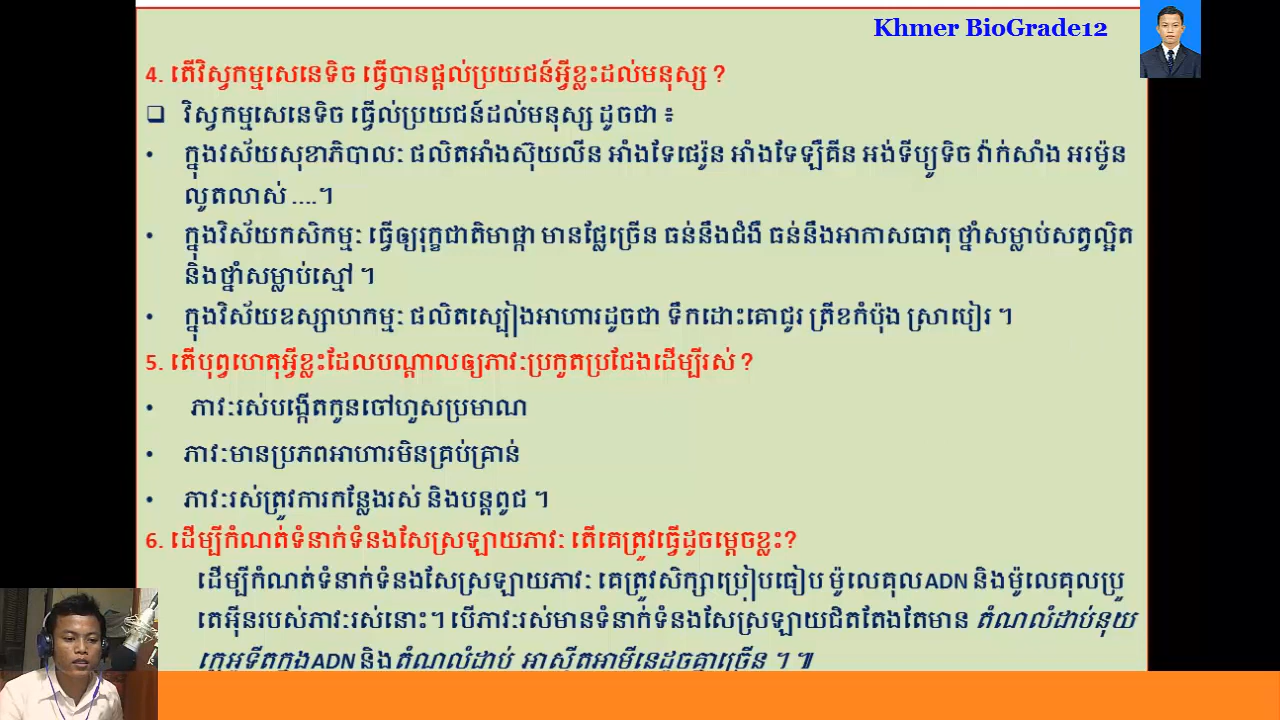 Khmer BioGrade12
4. តើវិស្វកម្មសេនេទិច ធ្វើបានផ្តល់ប្រយជន៍អ្វីខ្លះដល់មនុស្ស ?
វិស្វកម្មសេនេទិច ធ្វើល់ប្រយជន៍ដល់មនុស្ស ដូចជា ៖
• ក្នុងវស័យសុខាភិបាលៈ ផលិតអាំងស៊ុយលីន អាំងទែផេរ៉ូន អាំងទែឡឺគីន អង់ទីប្យូទិច វ៉ាក់សាំង អរម៉ូន
លូតលាស់ ....។
• ក្នុងវិស័យកសិកម្មៈ ធ្វើឲ្យរុក្ខជាតិមាផ្កា មានផ្លែច្រើន ធន់នឹងជំងឺ ធន់នឹងអាកាសធាតុ ថ្នាំសម្លាប់សត្វល្អិត
និងថ្នាំសម្លាប់ស្មៅ ។
• ក្នុងវិស័យឧស្សាហកម្មៈ ផលិតស្បៀងអាហារដូចជា ទឹកដោះគោជូរ ត្រីខកំប៉ុង ស្រាបៀរ ។
5. តើបុព្វហេតុអ្វីខ្លះដែលបណ្តាលឲ្យភាវៈប្រកួតប្រជែងដើម្បីរស់ ?
• ភាវៈរស់បង្កើតកូនចៅហួសប្រមាណ
• ភាវៈមានប្រភពអាហារមិនគ្រប់គ្រាន់
• ភាវៈរស់ត្រូវការកន្លែងរស់ និងបន្តពូជ ។
6. ដើម្បីកំណត់ទំនាក់ទំនងសែស្រឡាយភាវៈ តើគេត្រូវធ្វើដូចម្តេចខ្លះ?
ដើម្បីកំណត់ទំនាក់ទំនងសែស្រឡាយភាវៈ គេត្រូវសិក្សាប្រៀបធៀប ម៉ូលេគុលADN និងម៉ូលេគុលប្រូ
តេអ៊ីនរបស់ភាវៈរស់នោះ។ បើភាវៈរស់មានទំនាក់ទំនងសែស្រឡាយជិតតែងតែមាន តំណលំដាប់នុយ
ក្លេអូទីតក្នុងADN និងតំណលំដាប់ អាស៊ីតអាមីនេដូចគ្នាច្រើន ។ ៕